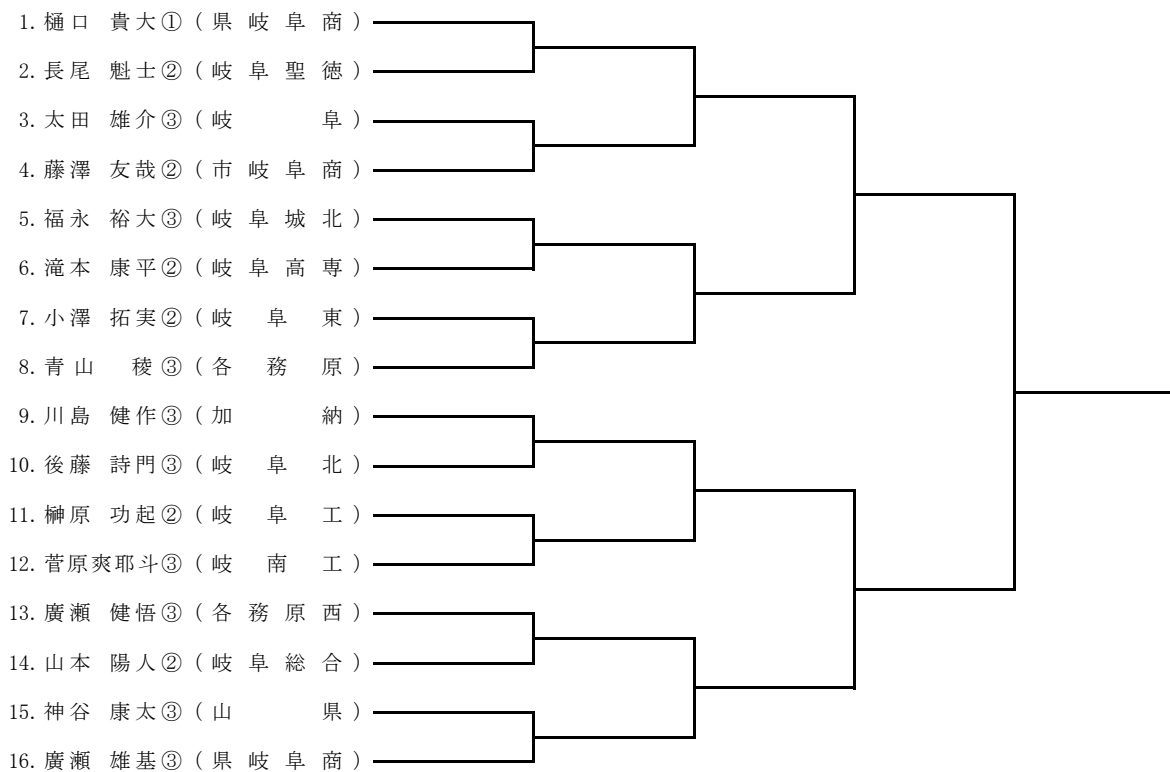 1. 樋口 貴大①（県岐阜商）
2. 長尾 魁士②（岐阜聖徳）
3. 太田 雄介③（岐阜）
4. 藤澤 友哉②（市岐阜商）
5. 福永 裕大③（岐阜城北）
6. 滝本 康平②（岐阜高専）
7. 小澤 拓実②（岐阜東）
8. 青山 稜③（各務原）
9. 川島 健作③（加納）
10. 後藤 詩門③（岐阜北）
11. 榊原 功起②（岐阜工）
12. 菅原爽耶斗③（岐南工）
13. 廣瀬 健悟③（各務原西）
14. 山本 陽人②（岐阜総合）
15. 神谷 康太③（山県）
16. 廣瀬 雄基③（県岐阜商）